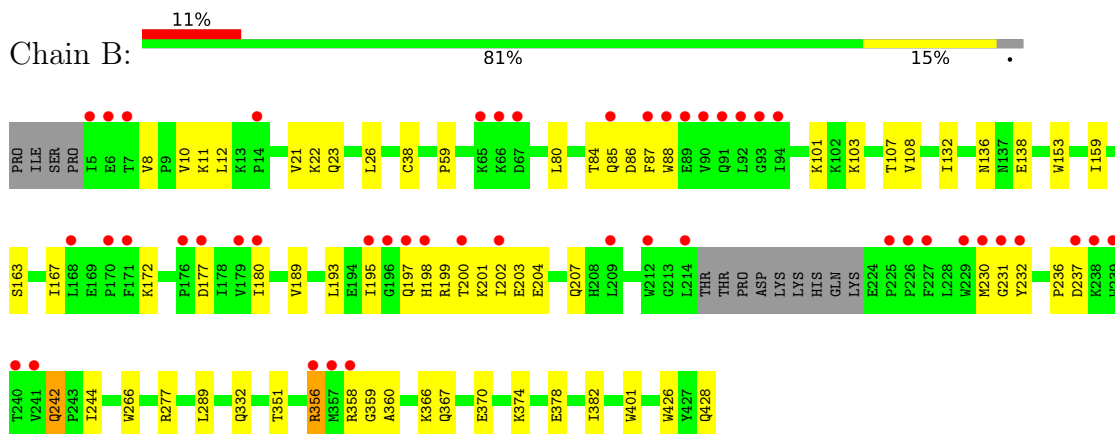 11%
Chain B:
81% 15% •
PRO ILE SER PRO I5 E6 T7 V8 P9 V10 K11 L12 K13 P14 V21 K22 Q23 L26 C38 P59 K65 K66 D67 L80 T84 Q85 D86 F87 W88 E89 V90 Q91 L92 G93 I94 K101 K102 K103 T107 V108 I132 N136 N137 E138 W153 I159
S163 I167 L168 E169 P170 F171 K172 P176 D177 I178 V179 I180 V189 L193 E194 I195 G196 Q197 H198 R199 T200 K201 I202 E203 E204 Q207 H208 L209 W212 G213 L214 THR THR PRO ASP LYS LYS HIS GLN LYS E224 P225 P226 F227 L228 W229 M230 G231 Y232 P236 D237 K238 W239
T240 V241 Q242 P243 I244 W266 R277 L289 Q332 T351 R356 M357 R358 G359 A360 K366 Q367 E370 K374 E378 I382 W401 W426 Y427 Q428